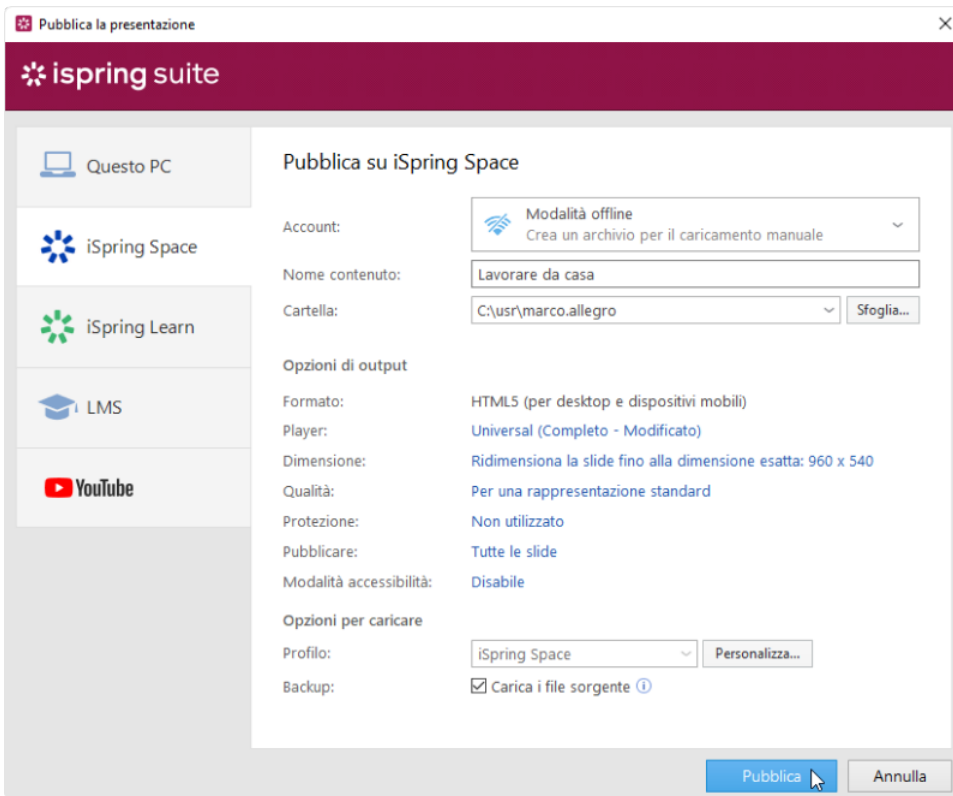 Pubblica la presentazione
ispring suite
Questo PC
iSpring Space
iSpring Learn
LMS
YouTube
Pubblica su iSpring Space
Account:
Modalità offline
Crea un archivio per il caricamento manuale
Nome contenuto: Lavorare da casa
Cartella: C:\usr\marco.allegro Sfoglia...
Opzioni di output
Formato: HTML5 (per desktop e dispositivi mobili)
Player: Universal (Completo - Modificato)
Dimensione: Ridimensiona la slide fino alla dimensione esatta: 960 x 540
Qualità: Per una rappresentazione standard
Protezione: Non utilizzato
Pubblicare: Tutte le slide
Modalità accessibilità: Disabile
Opzioni per caricare
Profilo: iSpring Space Personalizza...
Backup: Carica i file sorgente
Pubblica Annulla